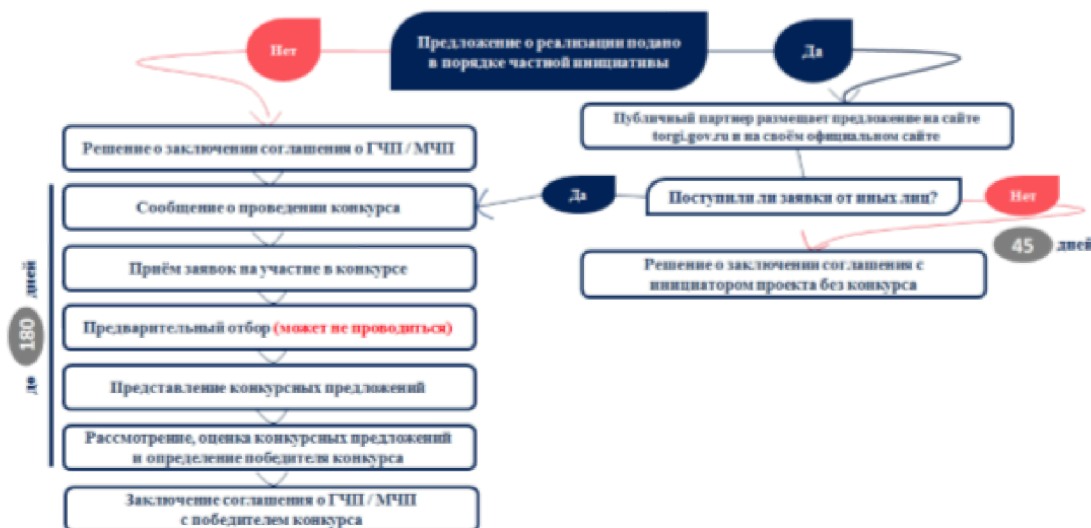 Нет
Предложение о реализации подано
в порядке частной инициативы
Да
Публичный партнер размещает предложение на сайте
torgi.gov.ru и на своём официальном сайте
Решение о заключении соглашения о ГЧП / МЧП
Поступили ли заявки от иных лиц?
Да
Нет
45 дней
Решение о заключении соглашения с
инициатором проекта без конкурса
Сообщение о проведении конкурса
Приём заявок на участие в конкурсе
Предварительный отбор (может не проводиться)
Представление конкурсных предложений
Рассмотрение, оценка конкурсных предложений
и определение победителя конкурса
до 180 дней
Заключение соглашения о ГЧП / МЧП
с победителем конкурса